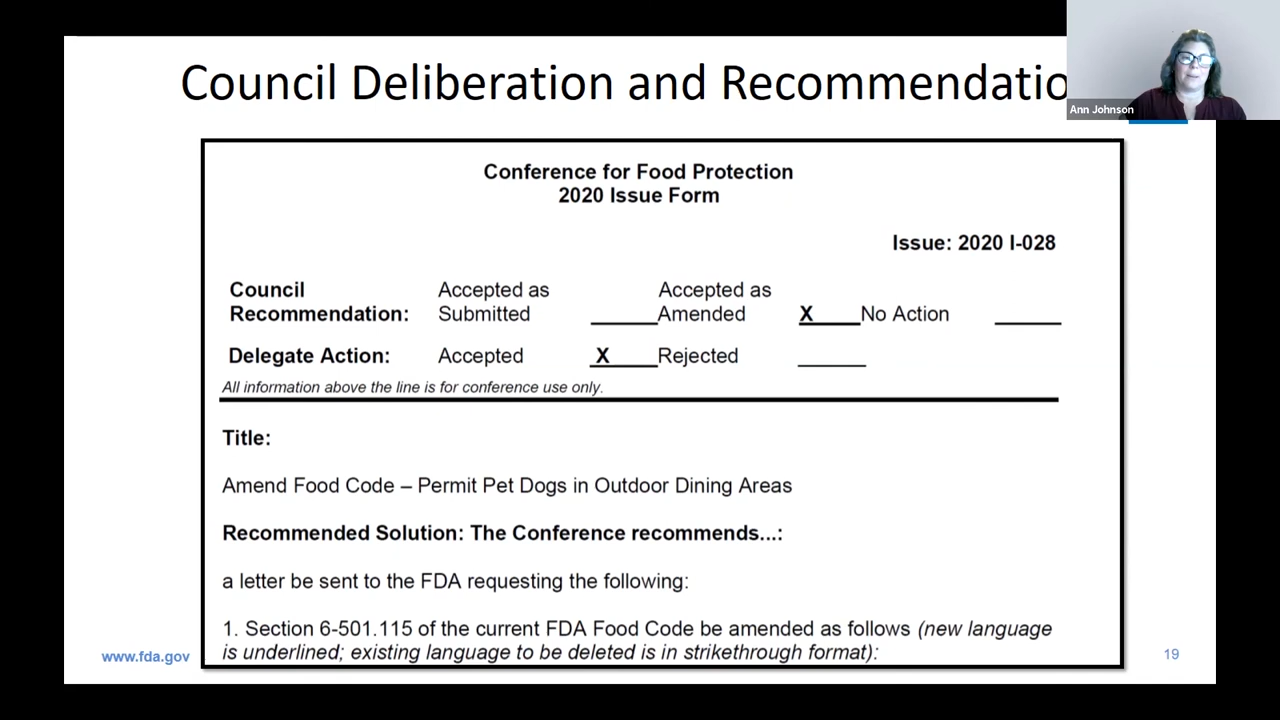 Council Deliberation and Recommendatio
Ann Johnson
Conference for Food Protection
2020 Issue Form
Issue: 2020 I-028
Council Recommendation: Accepted as Submitted ______ Accepted as Amended X____ No Action ______
Delegate Action: Accepted X____ Rejected ______
All information above the line is for conference use only.
Title:
Amend Food Code – Permit Pet Dogs in Outdoor Dining Areas
Recommended Solution: The Conference recommends...:
a letter be sent to the FDA requesting the following:
1. Section 6-501.115 of the current FDA Food Code be amended as follows (new language
is underlined; existing language to be deleted is in strikethrough format):
www.fda.gov
19